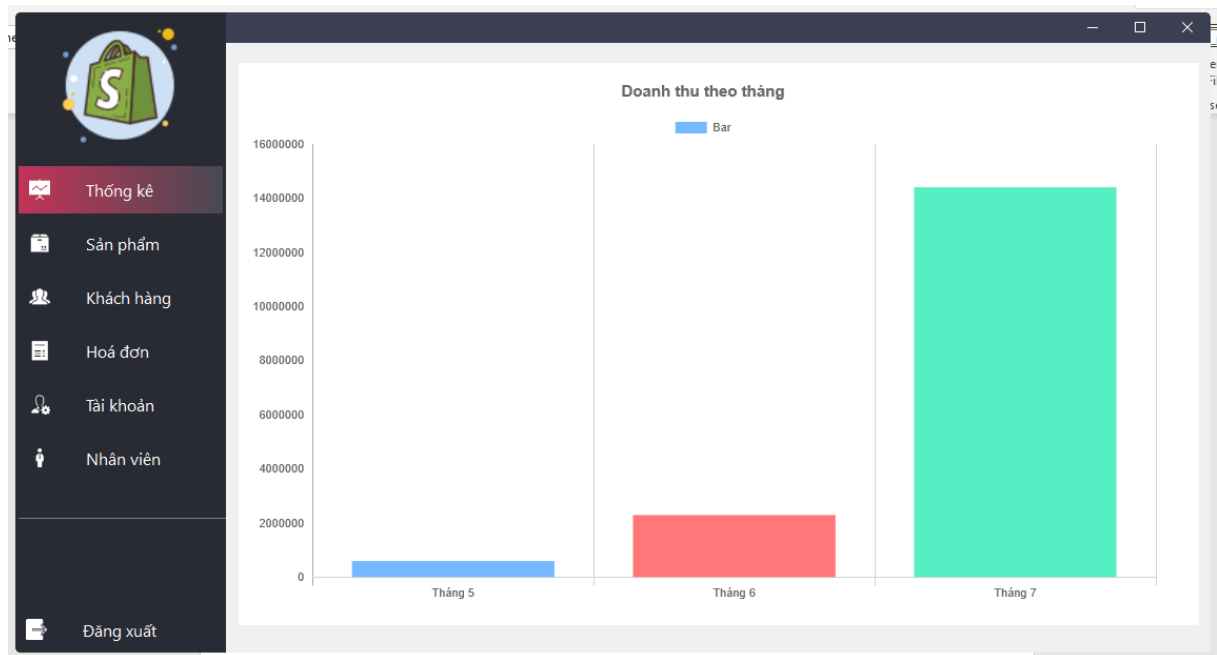 S
Thống kê
Sản phẩm
Khách hàng
Hoá đơn
Tài khoản
Nhân viên
Đăng xuất
Doanh thu theo tháng
Bar
16000000
14000000
12000000
10000000
8000000
6000000
4000000
2000000
0
Tháng 5
Tháng 6
Tháng 7